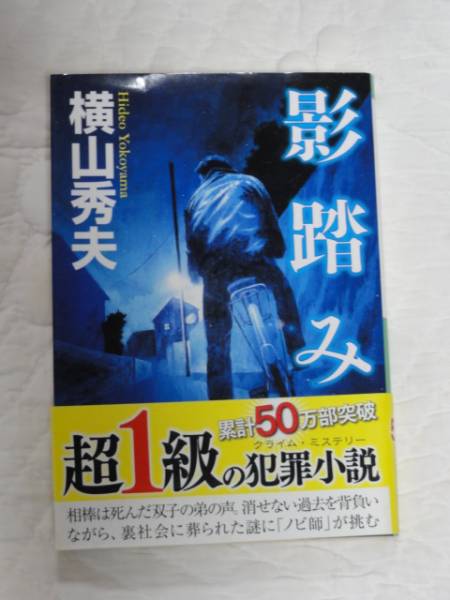 影踏み
Hideo Yokoyama
横山秀夫
累計50万部突破
クライム・ミステリー
超1級の犯罪小説
相棒は死んだ双子の弟の声。消せない過去を背負い
ながら、裏社会に葬られた謎に「ノビ師」が挑む